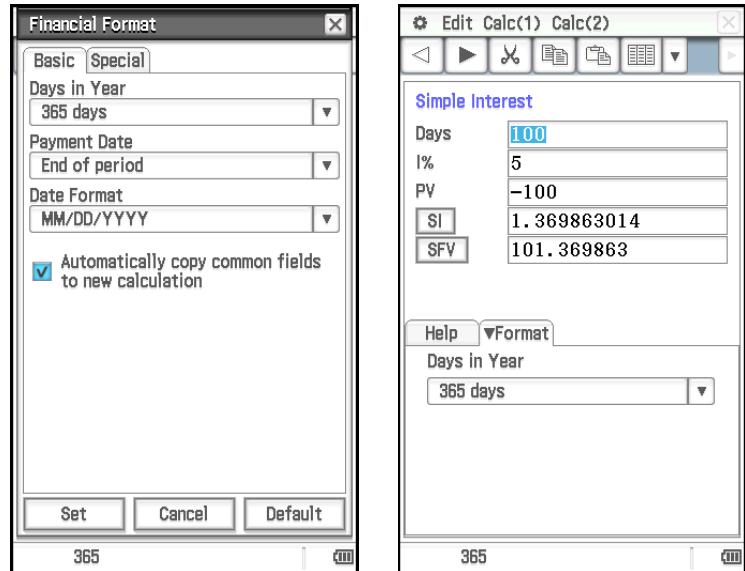 Financial Format
Basic Special
Days in Year
365 days
Payment Date
End of period
Date Format
MM/DD/YYYY
Automatically copy common fields
to new calculation
Set Cancel Default
365
Edit Calc(1) Calc(2)
Simple Interest
Days 100
I% 5
PV -100
SI 1.369863014
SFV 101.369863
Help ▼Format
Days in Year
365 days
365